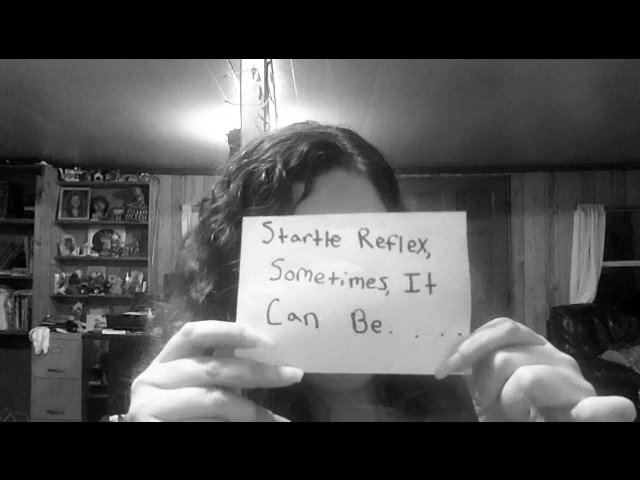 Startle Reflex,
Sometimes, It
Can Be. . . .